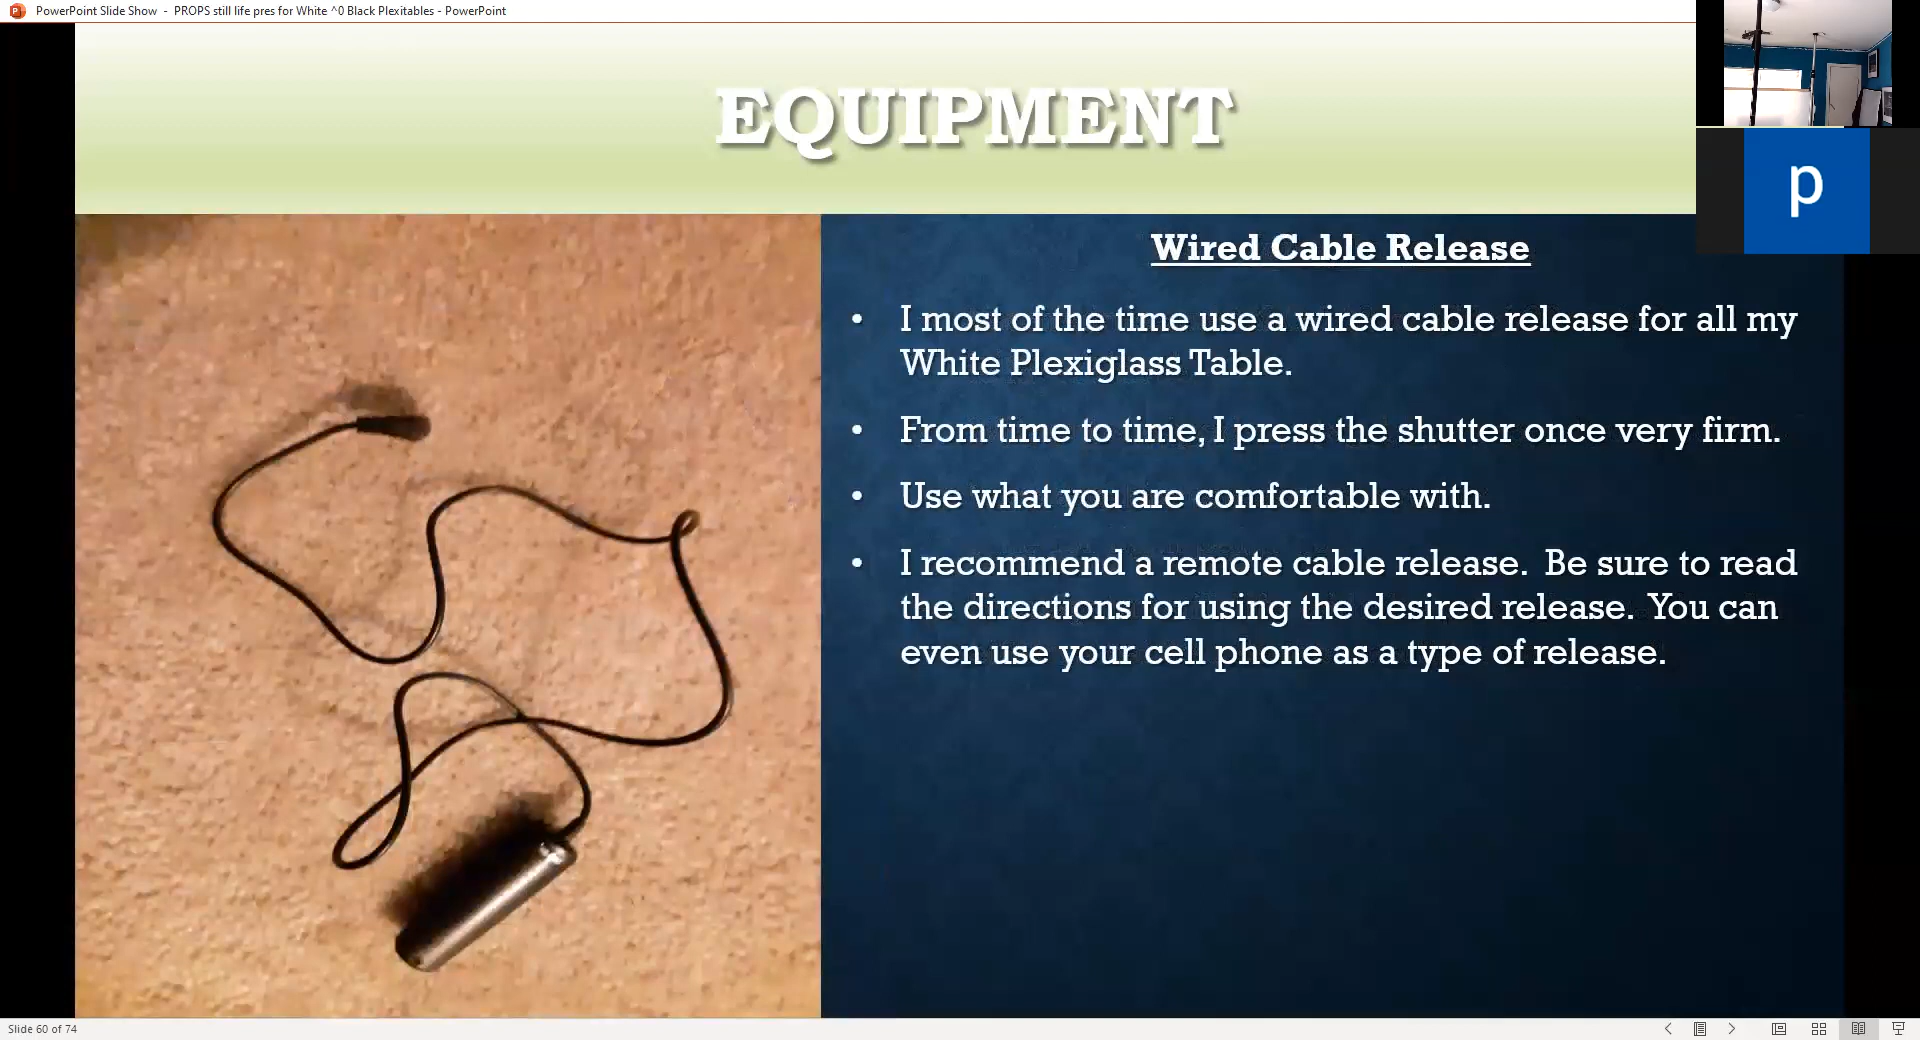 PowerPoint Slide Show - PROPS still life pres for White ^0 Black Plexitables - PowerPoint
EQUIPMENT
p
Wired Cable Release
• I most of the time use a wired cable release for all my
White Plexiglass Table.
• From time to time, I press the shutter once very firm.
• Use what you are comfortable with.
• I recommend a remote cable release. Be sure to read
the directions for using the desired release. You can
even use your cell phone as a type of release.
Slide 60 of 74